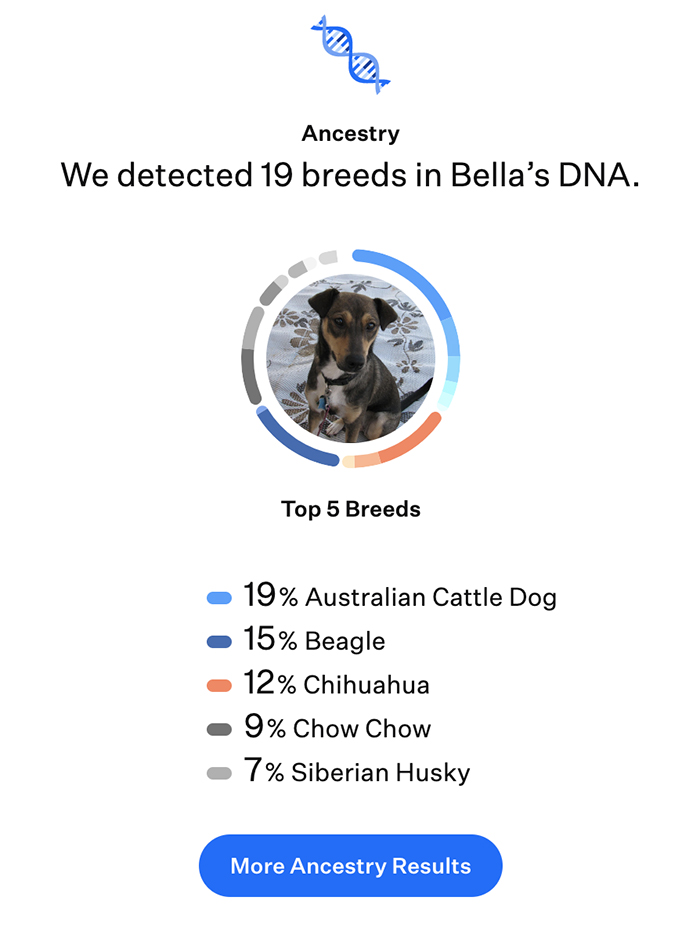 Ancestry
We detected 19 breeds in Bella’s DNA.
Top 5 Breeds
19% Australian Cattle Dog
15% Beagle
12% Chihuahua
9% Chow Chow
7% Siberian Husky
More Ancestry Results